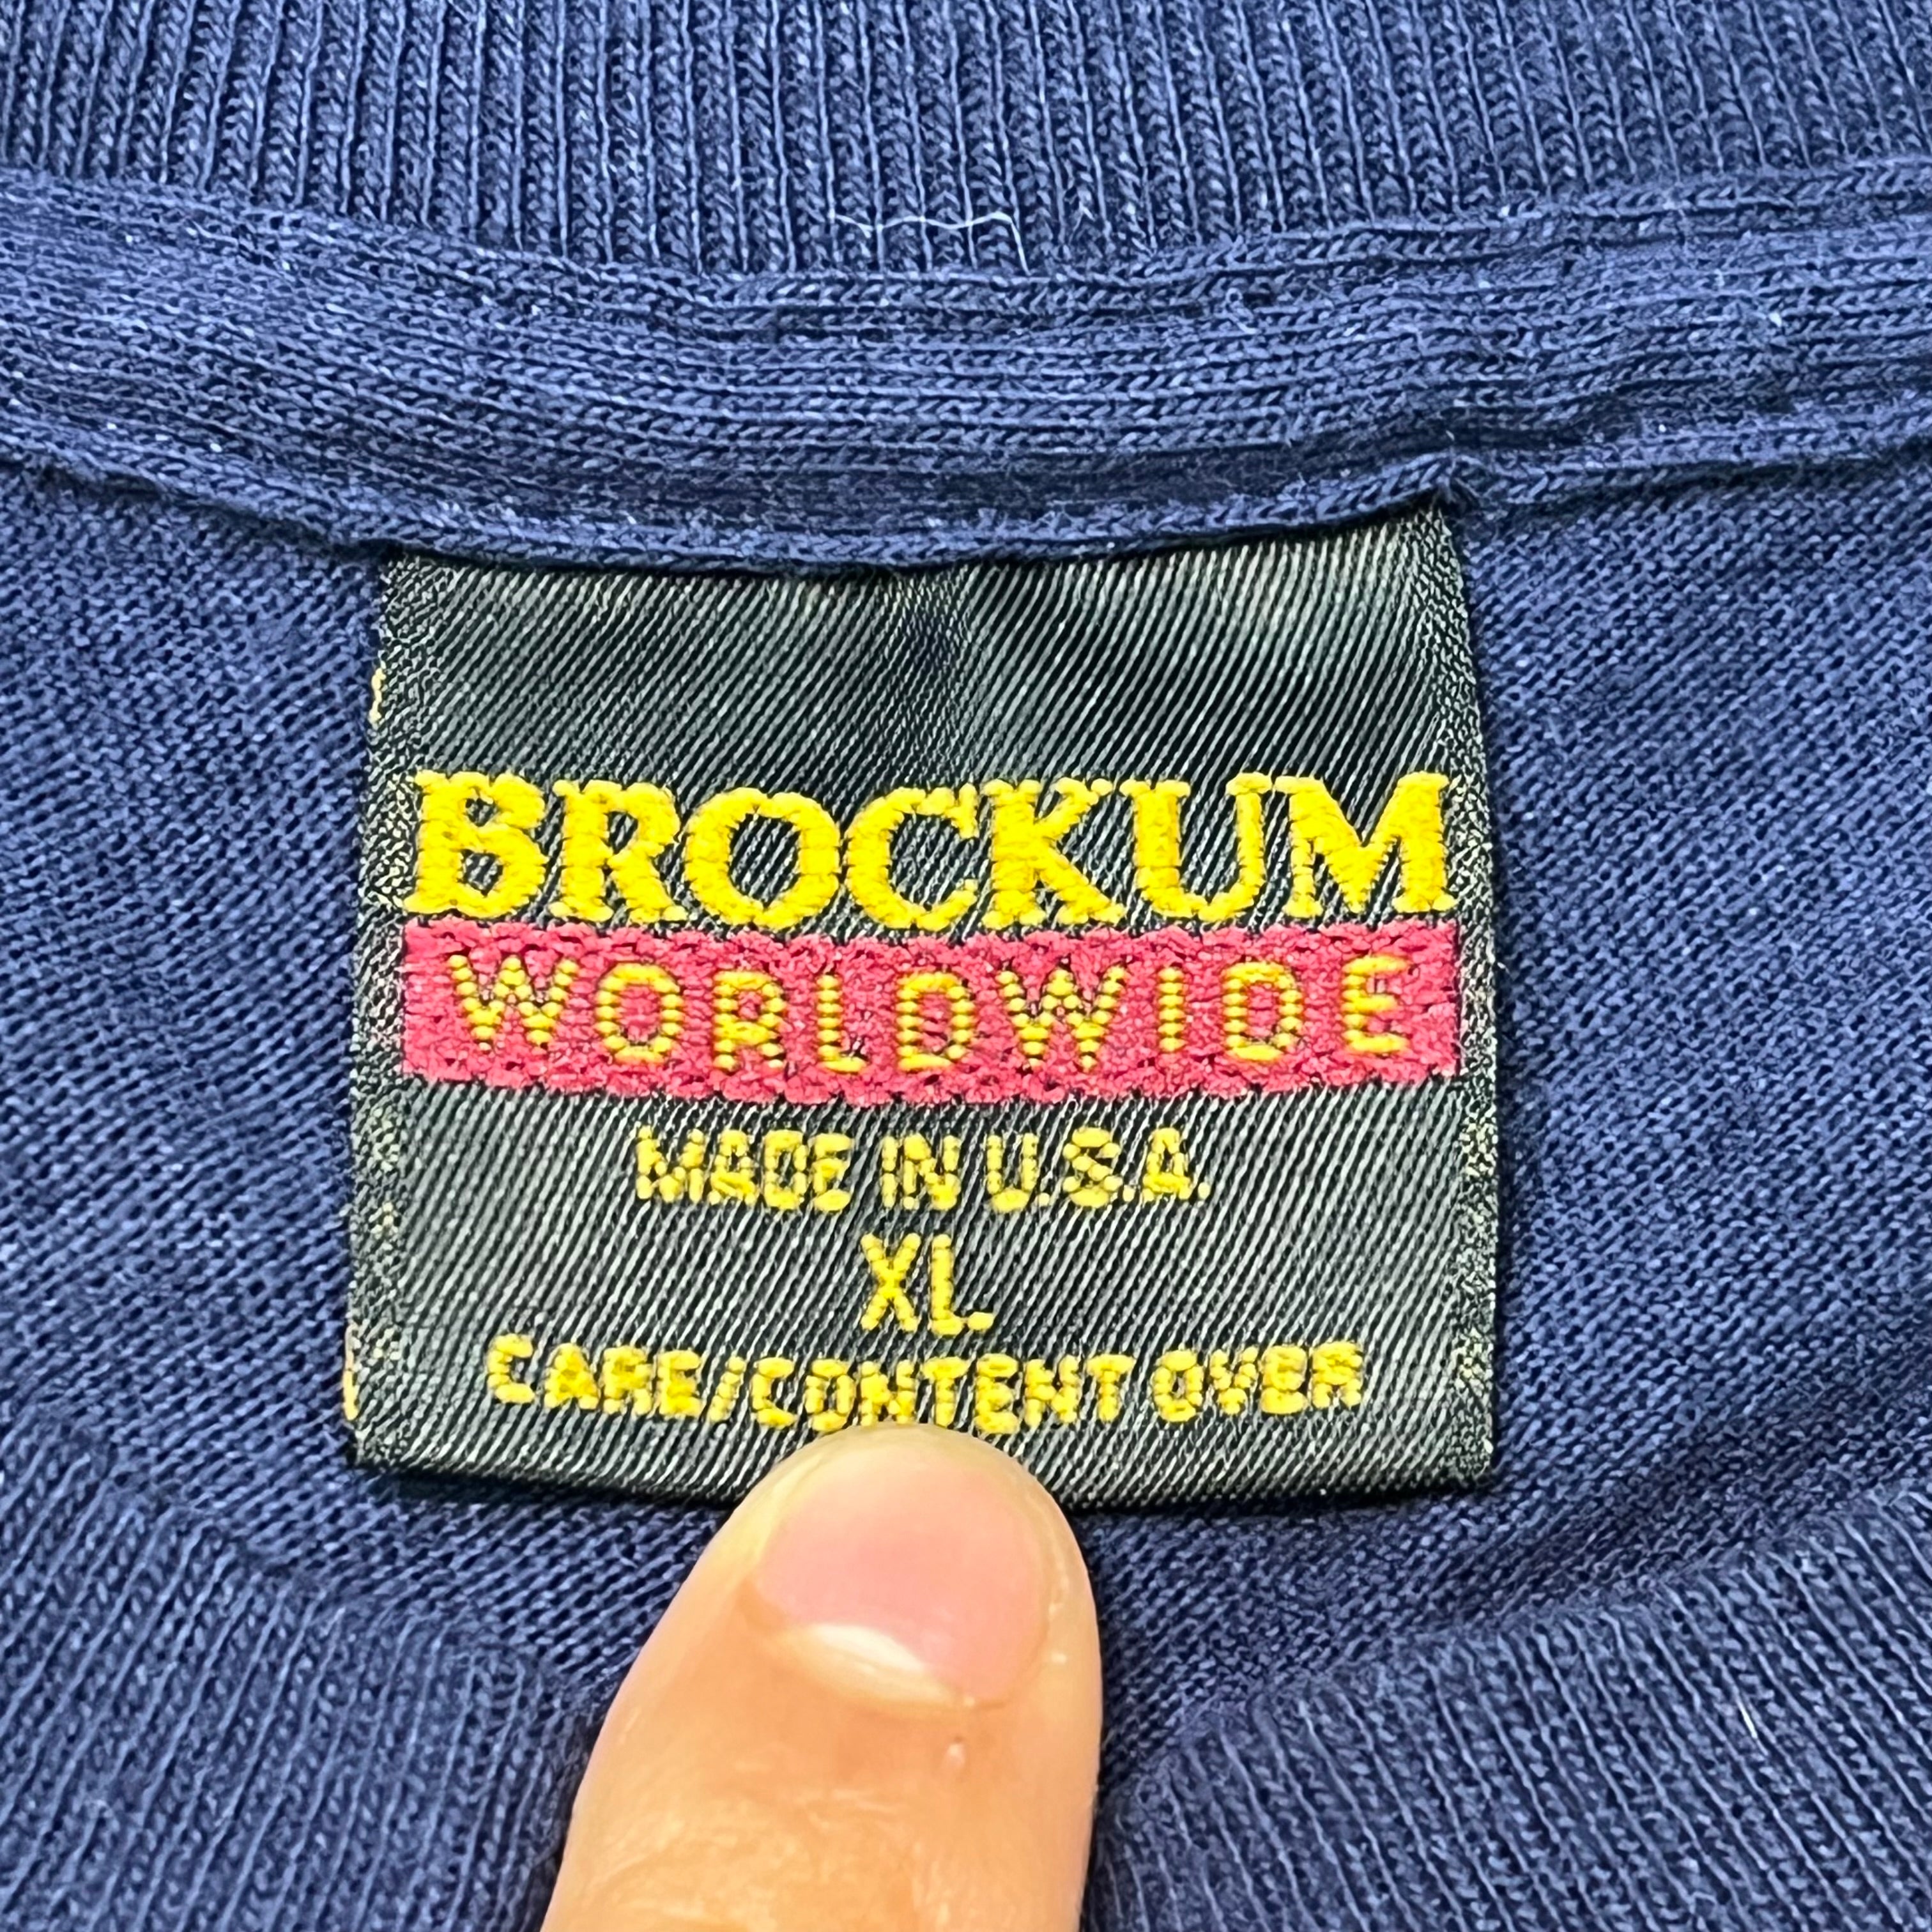 BROCKUM
WORLDWIDE
MADE IN U.S.A.
XL
CARE/CONTENT OVER